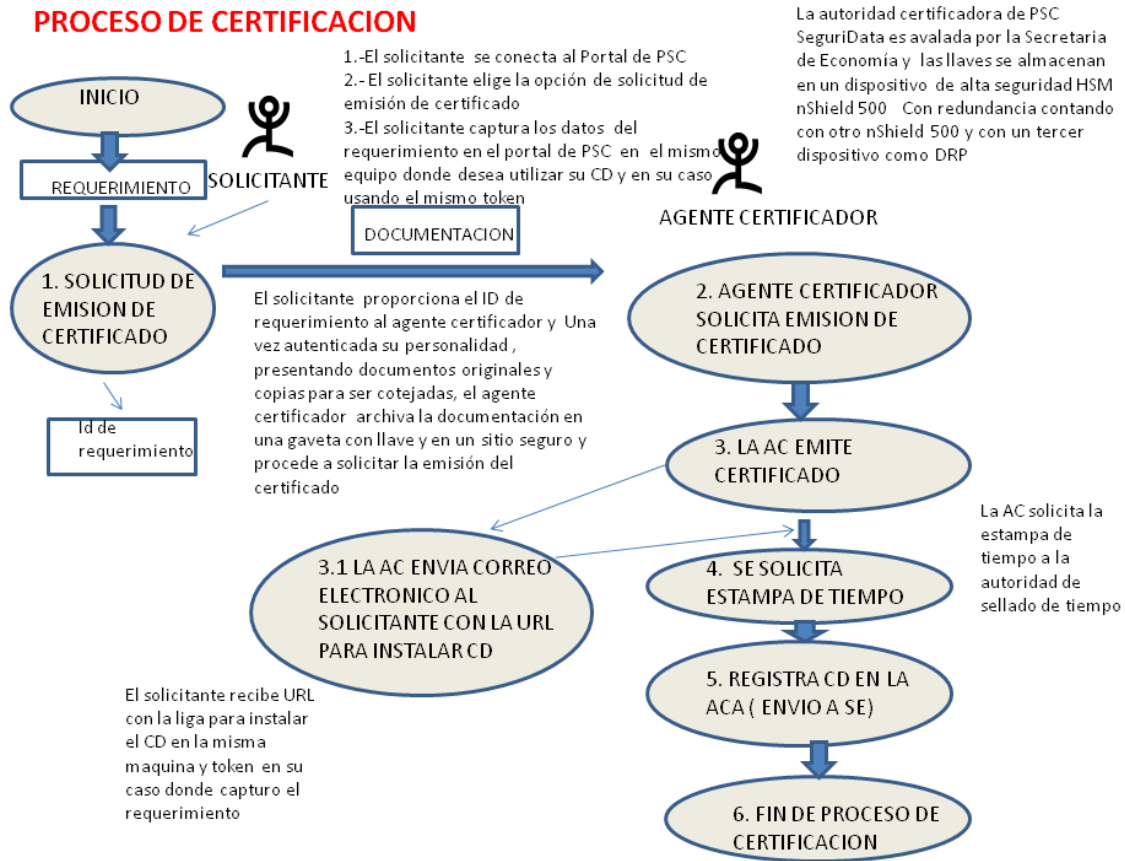 PROCESO DE CERTIFICACION
La autoridad certificadora de PSC
SeguriData es avalada por la Secretaria
de Economía y las llaves se almacenan
en un dispositivo de alta seguridad HSM
nShield 500 Con redundancia contando
con otro nShield 500 y con un tercer
dispositivo como DRP
1.-El solicitante se conecta al Portal de PSC
2.- El solicitante elige la opción de solicitud de
emisión de certificado
3.-El solicitante captura los datos del
requerimiento en el portal de PSC en el mismo
equipo donde desea utilizar su CD y en su caso
usando el mismo token
INICIO
REQUERIMIENTO
SOLICITANTE
AGENTE CERTIFICADOR
DOCUMENTACION
1. SOLICITUD DE
EMISION DE
CERTIFICADO
El solicitante proporciona el ID de
requerimiento al agente certificador y Una
vez autenticada su personalidad ,
presentando documentos originales y
copias para ser cotejadas, el agente
certificador archiva la documentación en
una gaveta con llave y en un sitio seguro y
procede a solicitar la emisión del
certificado
2. AGENTE CERTIFICADOR
SOLICITA EMISION DE
CERTIFICADO
Id de
requerimiento
3. LA AC EMITE
CERTIFICADO
3.1 LA AC ENVIA CORREO
ELECTRONICO AL
SOLICITANTE CON LA URL
PARA INSTALAR CD
La AC solicita la
estampa de
tiempo a la
autoridad de
sellado de tiempo
4. SE SOLICITA
ESTAMPA DE TIEMPO
5. REGISTRA CD EN LA
ACA ( ENVIO A SE)
El solicitante recibe URL
con la liga para instalar
el CD en la misma
maquina y token en su
caso donde capturo el
requerimiento
6. FIN DE PROCESO DE
CERTIFICACION